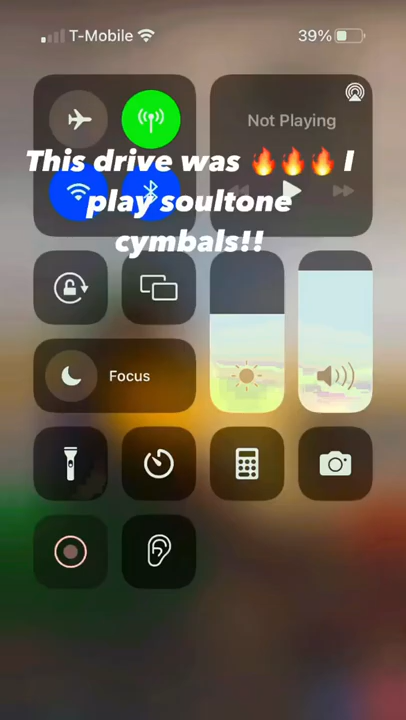 T-Mobile 39%
Not Playing
This drive was 🔥🔥🔥 I
play soultone
cymbals!!
Focus